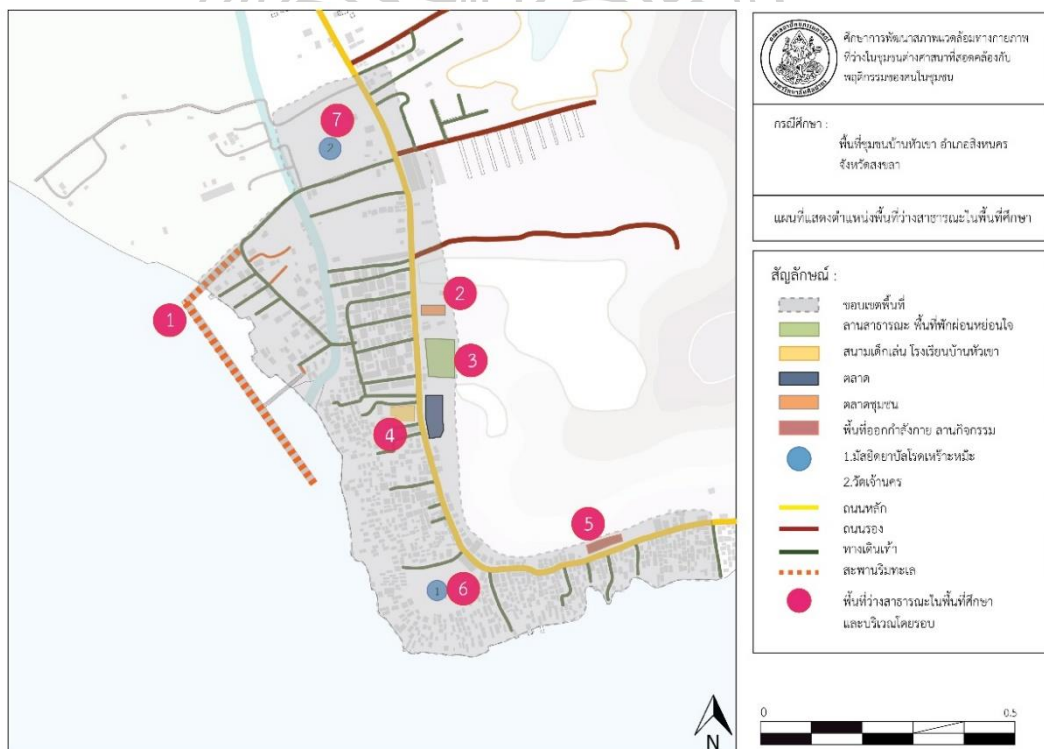 ศึกษาการพัฒนาสภาพแวดล้อมทางกายภาพ
ที่ว่างในชุมชนต่างศาสนาที่สอดคล้องกับ
พฤติกรรมของคนในชุมชน
กรณีศึกษา :
พื้นที่ชุมชนบ้านหัวเขา อำเภอสิงหนคร
จังหวัดสงขลา
แผนที่แสดงตำแหน่งพื้นที่ว่างสาธารณะในพื้นที่ศึกษา
สัญลักษณ์ :
ขอบเขตพื้นที่
ลานสาธารณะ พื้นที่พักผ่อนหย่อนใจ
สนามเด็กเล่น โรงเรียนบ้านหัวเขา
ตลาด
ตลาดชุมชน
พื้นที่ออกกำลังกาย ลานกิจกรรม
1.มัสยิดยาบัลโรดเหร๊าะหม๊ะ
2.วัดเจ้านคร
ถนนหลัก
ถนนรอง
ทางเดินเท้า
สะพานริมทะเล
พื้นที่ว่างสาธารณะในพื้นที่ศึกษา
และบริเวณโดยรอบ
7
2
2
1
3
4
5
1
6
N
0
0.5